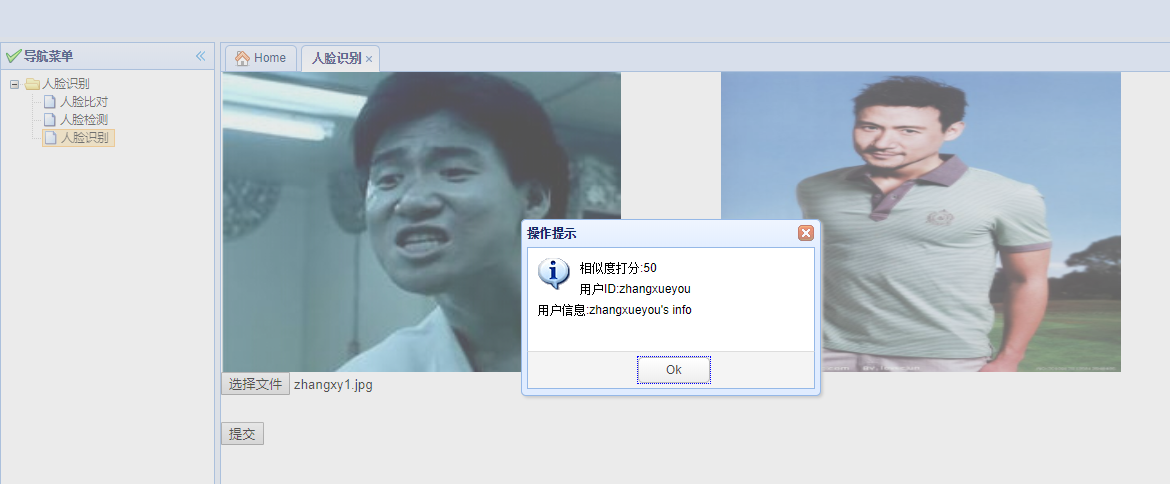 导航菜单
人脸识别
人脸比对
人脸检测
人脸识别
Home
人脸识别
操作提示
相似度打分:50
用户ID:zhangxueyou
用户信息:zhangxueyou's info
Ok
选择文件 zhangxy1.jpg
提交